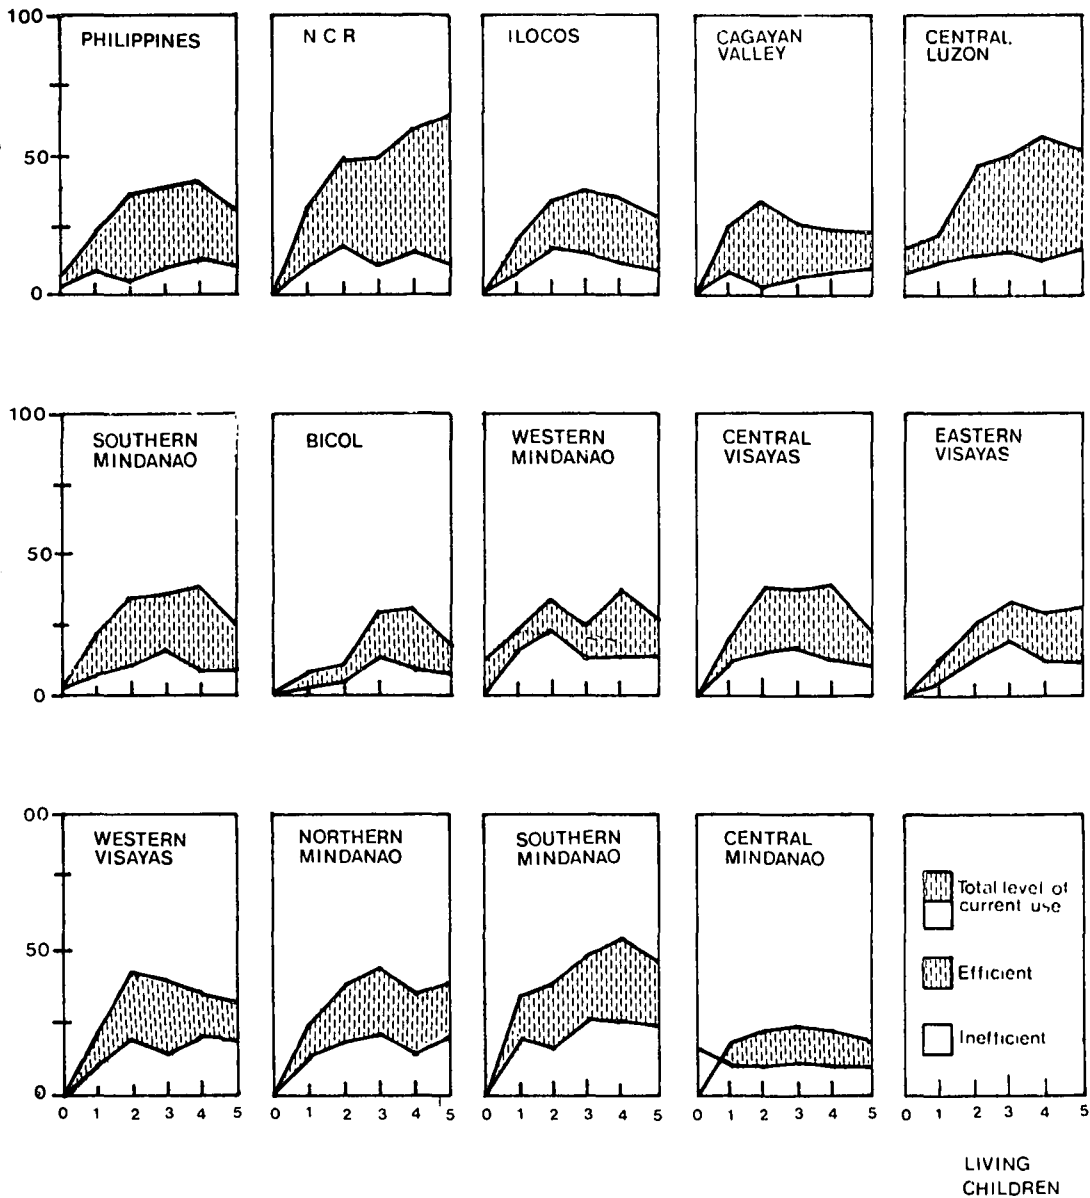 100
PHILIPPINES
N C R
ILOCOS
CAGAYAN
VALLEY
CENTRAL
LUZON
50
0
100
SOUTHERN
MINDANAO
BICOL
WESTERN
MINDANAO
CENTRAL
VISAYAS
EASTERN
VISAYAS
50
0
00
WESTERN
VISAYAS
NORTHERN
MINDANAO
SOUTHERN
MINDANAO
CENTRAL
MINDANAO
Total level of
current use
50
Efficient
Inefficient
0
0 1 2 3 4 5
0 1 2 3 4 5
0 1 2 3 4 5
0 1 2 3 4 5
0 1 2 3 4 5
LIVING
CHILDREN